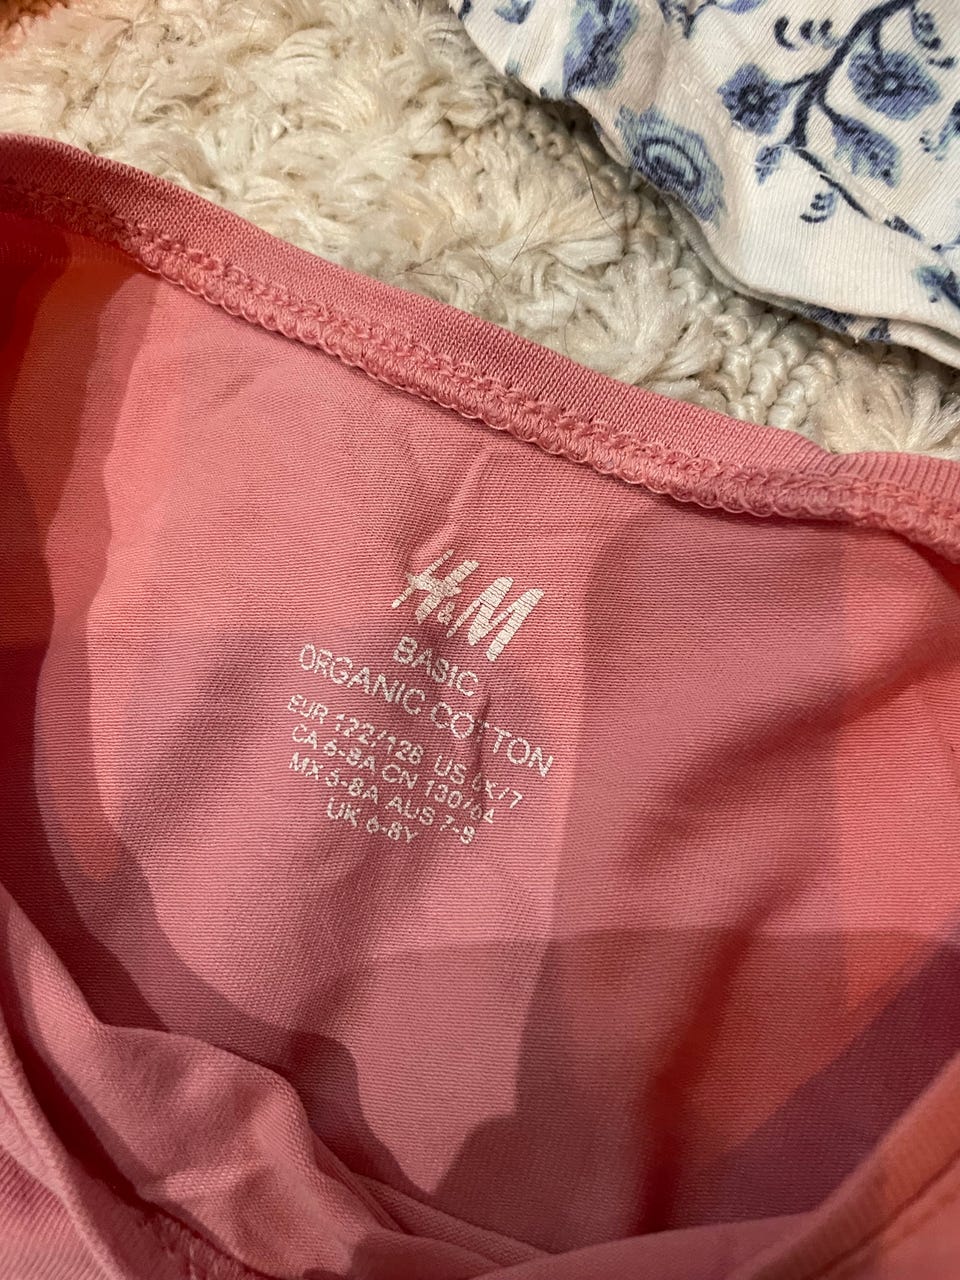 H&M
BASIC
ORGANIC COTTON
EUR 122/128 US 6X/7
CA 6-8A CN 130/64
MX 6-8A AUS 7-8
UK 6-8Y